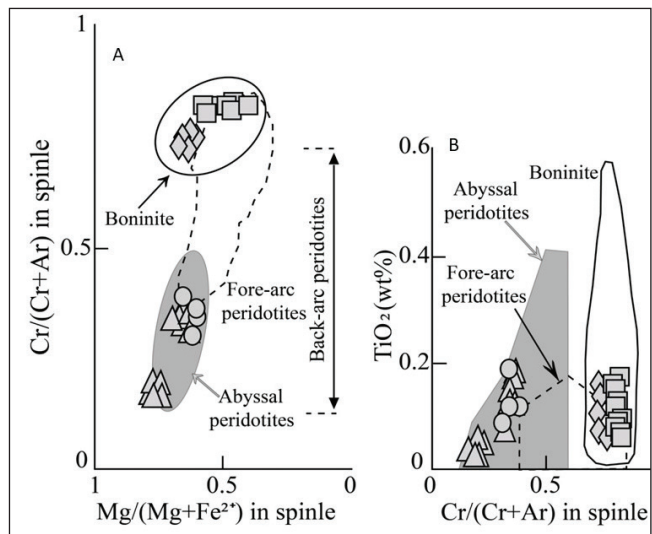 A
1
Cr/(Cr+Ar) in spinle
0.5
0
Boninite
Fore-arc
peridotites
Abyssal
peridotites
Back-arc peridotites
1
0.5
0
Mg/(Mg+Fe²⁺) in spinle
B
0.6
TiO₂(wt%)
0.4
0.2
0
Boninite
Abyssal
peridotites
Fore-arc
peridotites
0
0.5
Cr/(Cr+Ar) in spinle